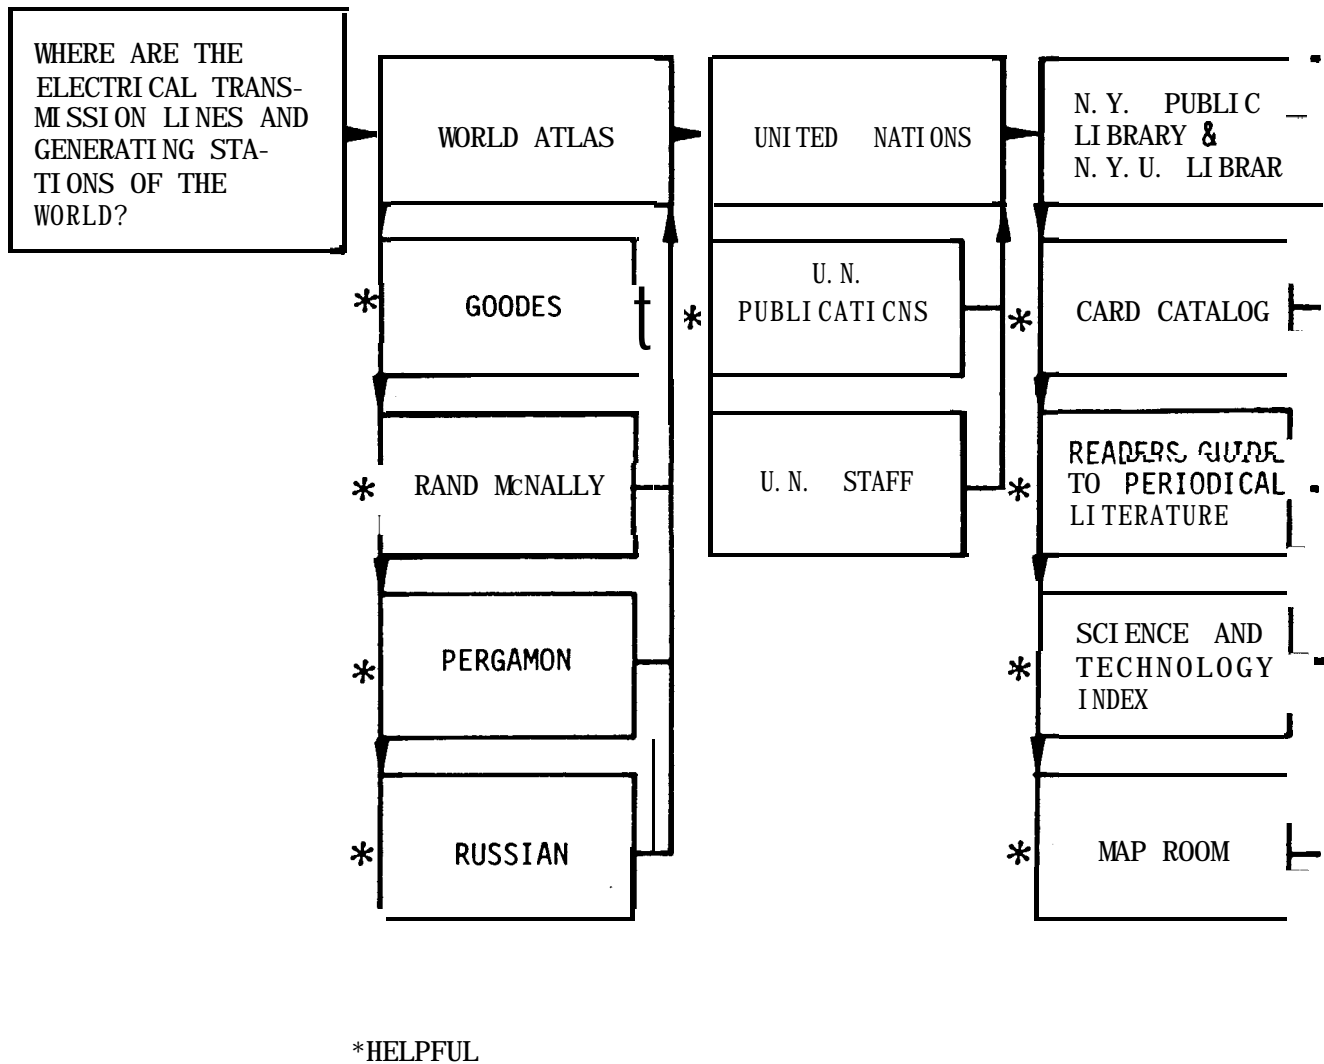 WHERE ARE THE
ELECTRICAL TRANS-
MISSION LINES AND
GENERATING STA-
TIONS OF THE
WORLD?
WORLD ATLAS
* GOODES
* RAND McNALLY
* PERGAMON
* RUSSIAN
UNITED NATIONS
U.N.
* PUBLICATICNS
U.N. STAFF
N.Y. PUBLIC
LIBRARY &
N.Y.U. LIBRAR
* CARD CATALOG
READERS GUIDE
* TO PERIODICAL
LITERATURE
SCIENCE AND
* TECHNOLOGY
INDEX
* MAP ROOM
*HELPFUL